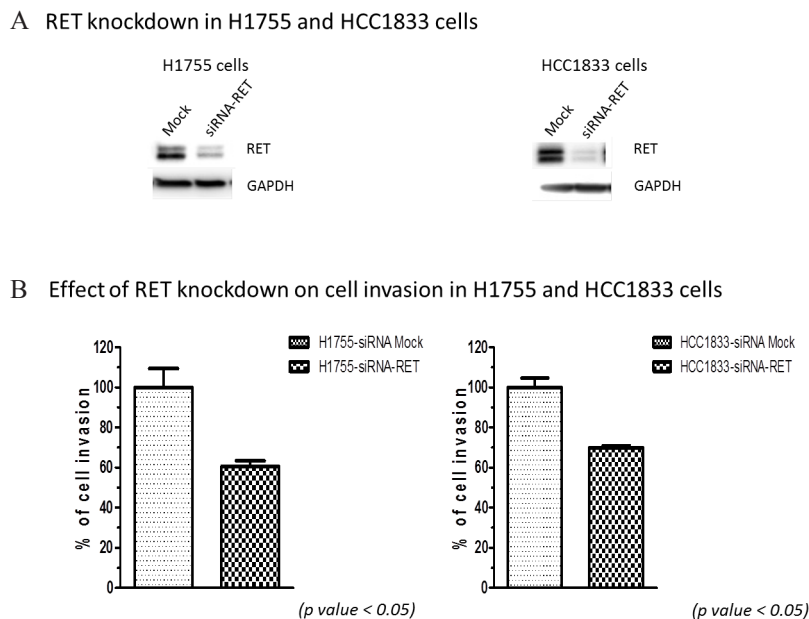 A RET knockdown in H1755 and HCC1833 cells
H1755 cells
Mock
siRNA-RET
RET
GAPDH
HCC1833 cells
Mock
siRNA-RET
RET
GAPDH
B Effect of RET knockdown on cell invasion in H1755 and HCC1833 cells
% of cell invasion
120
100
80
60
40
20
0
H1755-siRNA Mock
H1755-siRNA-RET
(p value < 0.05)
% of cell invasion
120
100
80
60
40
20
0
HCC1833-siRNA Mock
HCC1833-siRNA-RET
(p value < 0.05)